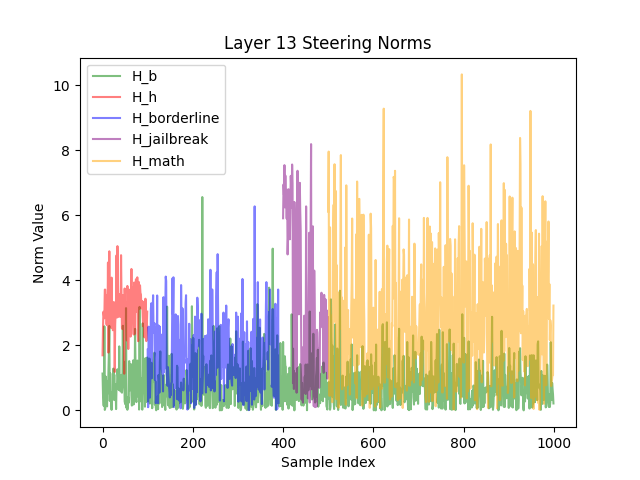 Layer 13 Steering Norms
H_b
H_h
H_borderline
H_jailbreak
H_math
Norm Value
10
8
6
4
2
0
0
200
400
600
800
1000
Sample Index